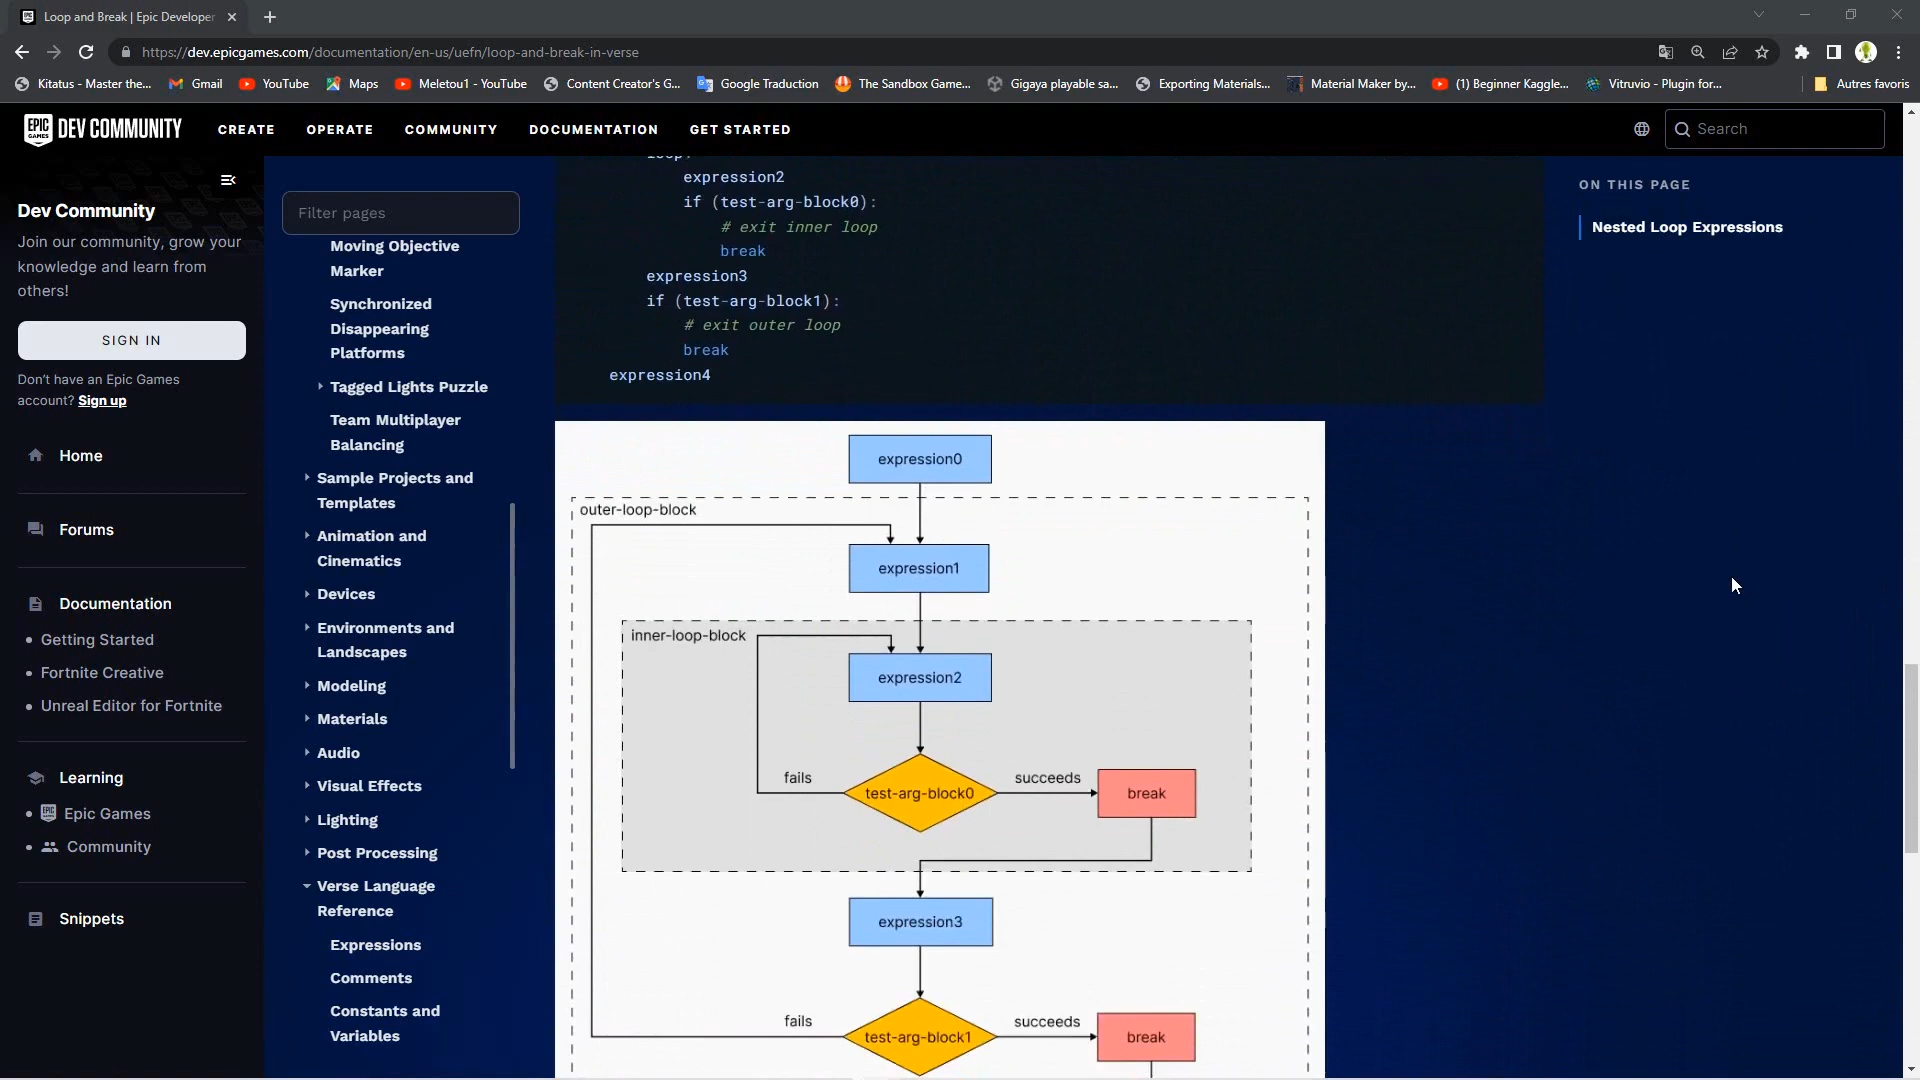 Loop and Break | Epic Developer
https://dev.epicgames.com/documentation/en-us/uefn/loop-and-break-in-verse
Kitatus - Master the... Gmail YouTube Maps Meletou1 - YouTube Content Creator's G... Google Traduction The Sandbox Game... Gigaya playable sa... Exporting Materials... Material Maker by... (1) Beginner Kaggle... Vitruvio - Plugin for... Autres favoris
EPIC GAMES DEV COMMUNITY CREATE OPERATE COMMUNITY DOCUMENTATION GET STARTED Search
Dev Community
Join our community, grow your
knowledge and learn from
others!
SIGN IN
Don't have an Epic Games
account? Sign up
Home
Forums
Documentation
Getting Started
Fortnite Creative
Unreal Editor for Fortnite
Learning
Epic Games
Community
Snippets
Filter pages
Moving Objective
Marker
Synchronized
Disappearing
Platforms
Tagged Lights Puzzle
Team Multiplayer
Balancing
Sample Projects and
Templates
Animation and
Cinematics
Devices
Environments and
Landscapes
Modeling
Materials
Audio
Visual Effects
Lighting
Post Processing
Verse Language
Reference
Expressions
Comments
Constants and
Variables
loop:
expression2
if (test-arg-block0):
# exit inner loop
break
expression3
if (test-arg-block1):
# exit outer loop
break
expression4
expression0
outer-loop-block
expression1
inner-loop-block
expression2
fails
test-arg-block0
succeeds
break
expression3
fails
test-arg-block1
succeeds
break
ON THIS PAGE
Nested Loop Expressions